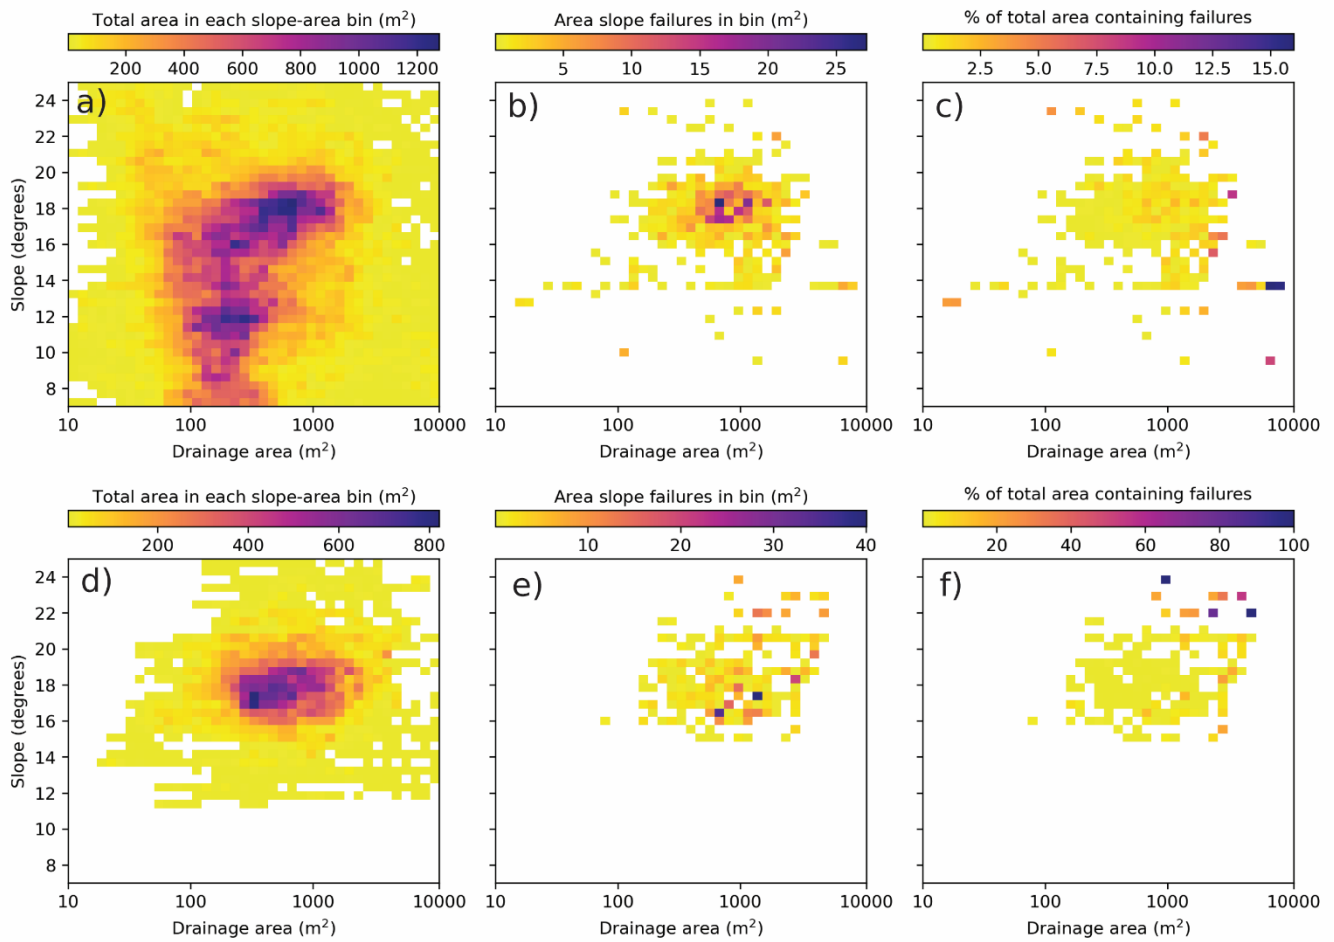 Total area in each slope-area bin (m²)
Area slope failures in bin (m²)
% of total area containing failures
200 400 600 800 1000 1200
5 10 15 20 25
2.5 5.0 7.5 10.0 12.5 15.0
a)
b)
c)
Slope (degrees)
24
22
20
18
16
14
12
10
8
10 100 1000 10000
10 100 1000 10000
10 100 1000 10000
Drainage area (m²)
Drainage area (m²)
Drainage area (m²)
Total area in each slope-area bin (m²)
Area slope failures in bin (m²)
% of total area containing failures
200 400 600 800
10 20 30 40
20 40 60 80 100
d)
e)
f)
Slope (degrees)
24
22
20
18
16
14
12
10
8
10 100 1000 10000
10 100 1000 10000
10 100 1000 10000
Drainage area (m²)
Drainage area (m²)
Drainage area (m²)